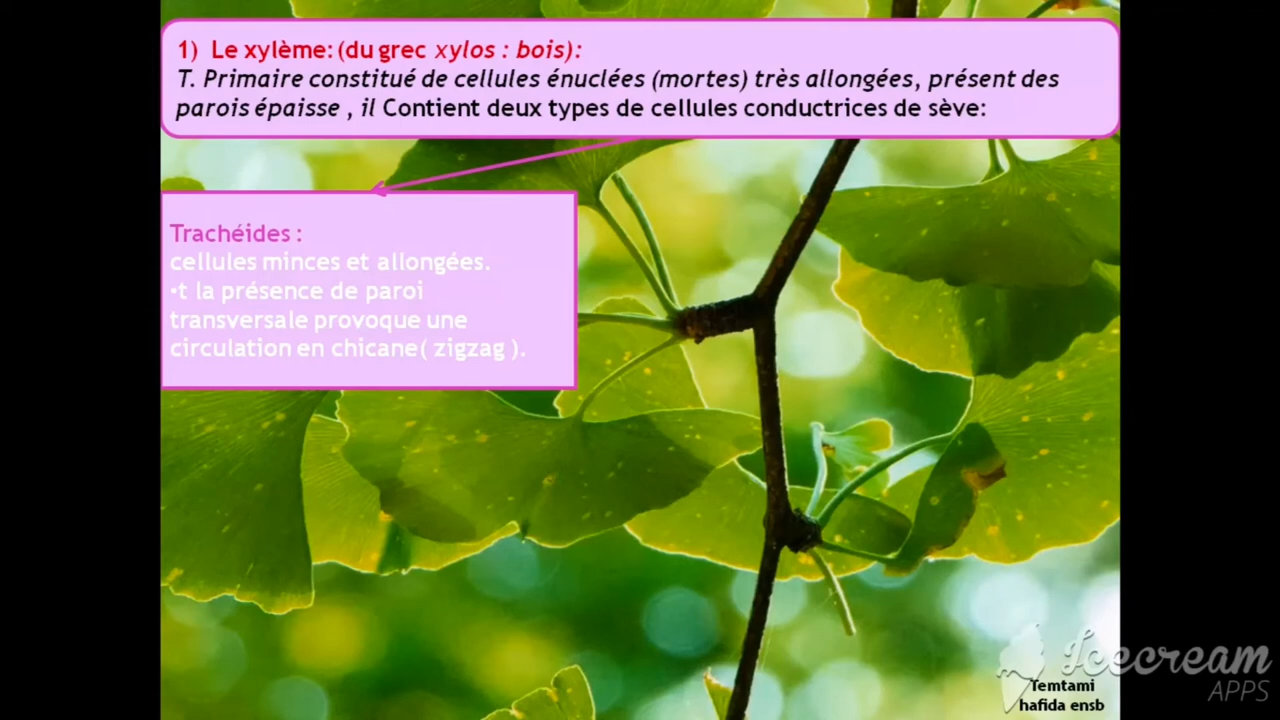 1) Le xylème: (du grec xylos : bois):
T. Primaire constitué de cellules énuclées (mortes) très allongées, présent des
parois épaisse , il Contient deux types de cellules conductrices de sève:
Trachéides :
cellules minces et allongées.
•t la présence de paroi
transversale provoque une
circulation en chicane( zigzag ).
Icecream
APPS
Temtami
hafida ensb